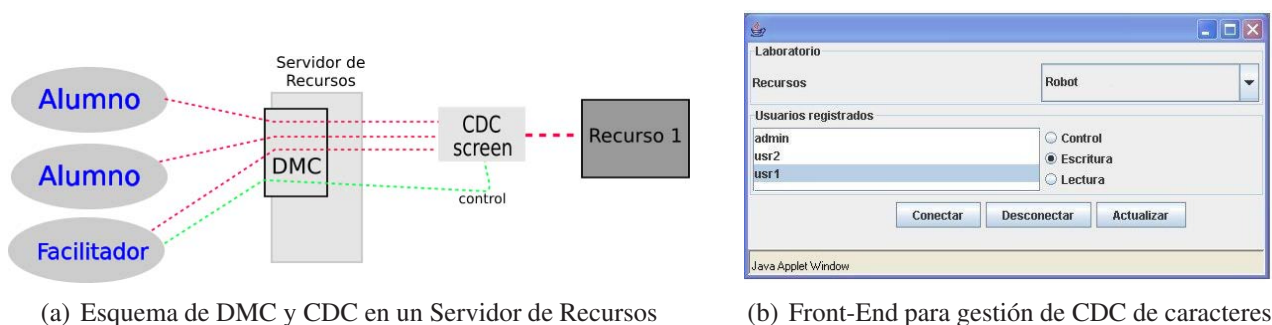 Servidor de
Recursos
Alumno
Alumno
Facilitador
DMC
CDC
screen
control
Recurso 1
(a) Esquema de DMC y CDC en un Servidor de Recursos
Laboratorio
Recursos
Robot
Usuarios registrados
admin
usr2
usr1
Control
Escritura
Lectura
Conectar
Desconectar
Actualizar
Java Applet Window
(b) Front-End para gestión de CDC de caracteres